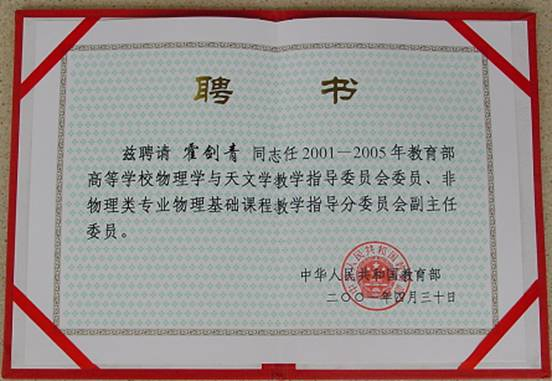 聘 书
兹聘请 霍剑青 同志任2001—2005年教育部
高等学校物理学与天文学教学指导委员会委员、非
物理类专业物理基础课程教学指导分委员会副主任
委员。
中华人民共和国教育部
二〇〇一年四月三十日